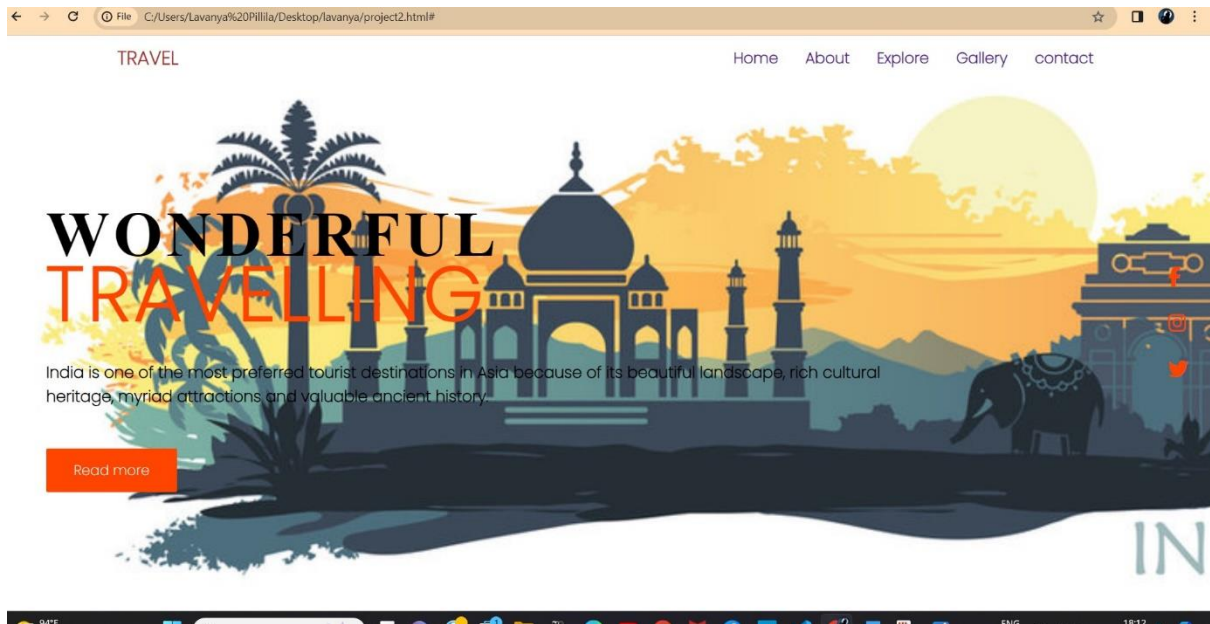 File C:/Users/Lavanya%20Pillila/Desktop/lavanya/project2.html#
TRAVEL Home About Explore Gallery contact
WONDERFUL
TRAVELLING
India is one of the most preferred tourist destinations in Asia because of its beautiful landscape, rich cultural
heritage, myriad attractions and valuable ancient history.
Read more
IN
94°F ENG 18:12